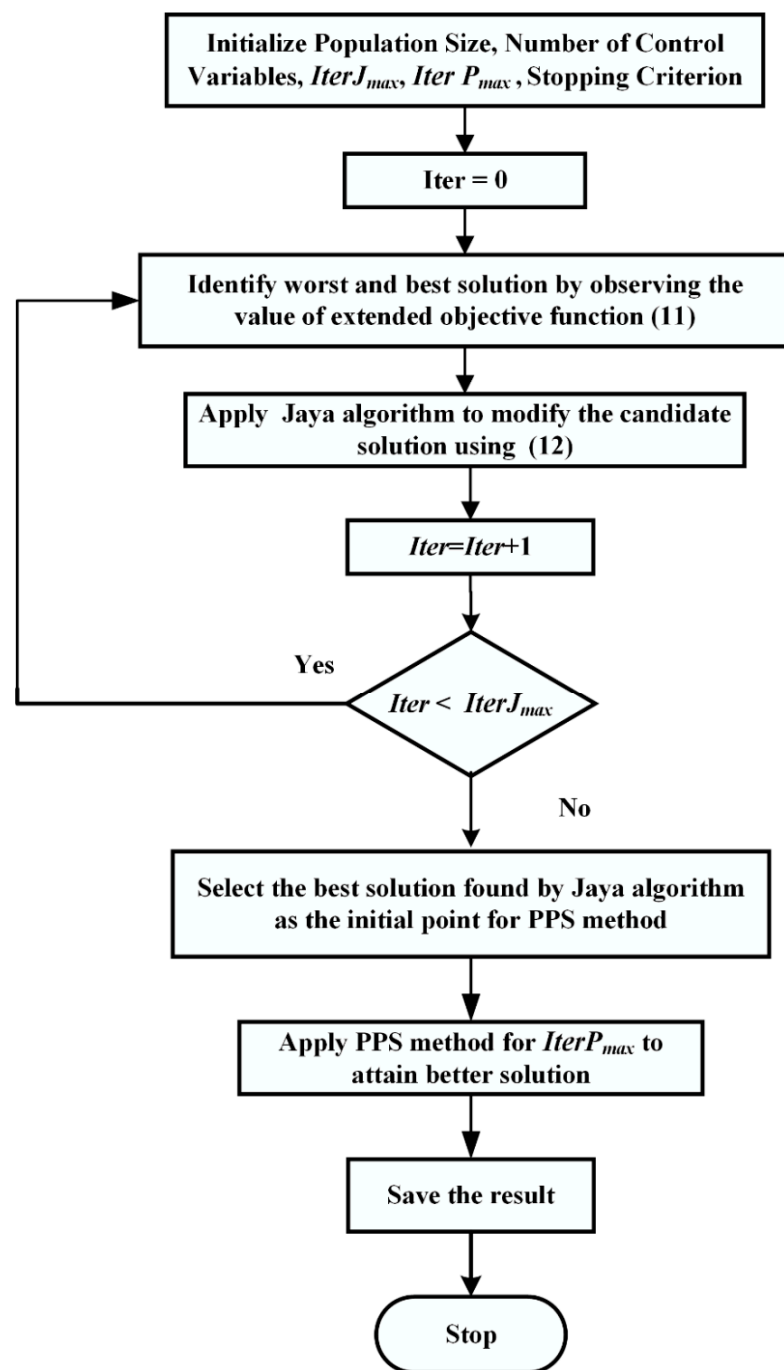 Initialize Population Size, Number of Control
Variables, IterJmax, Iter Pmax , Stopping Criterion
Iter = 0
Identify worst and best solution by observing the
value of extended objective function (11)
Apply Jaya algorithm to modify the candidate
solution using (12)
Iter=Iter+1
Yes
Iter < IterJmax
No
Select the best solution found by Jaya algorithm
as the initial point for PPS method
Apply PPS method for IterPmax to
attain better solution
Save the result
Stop